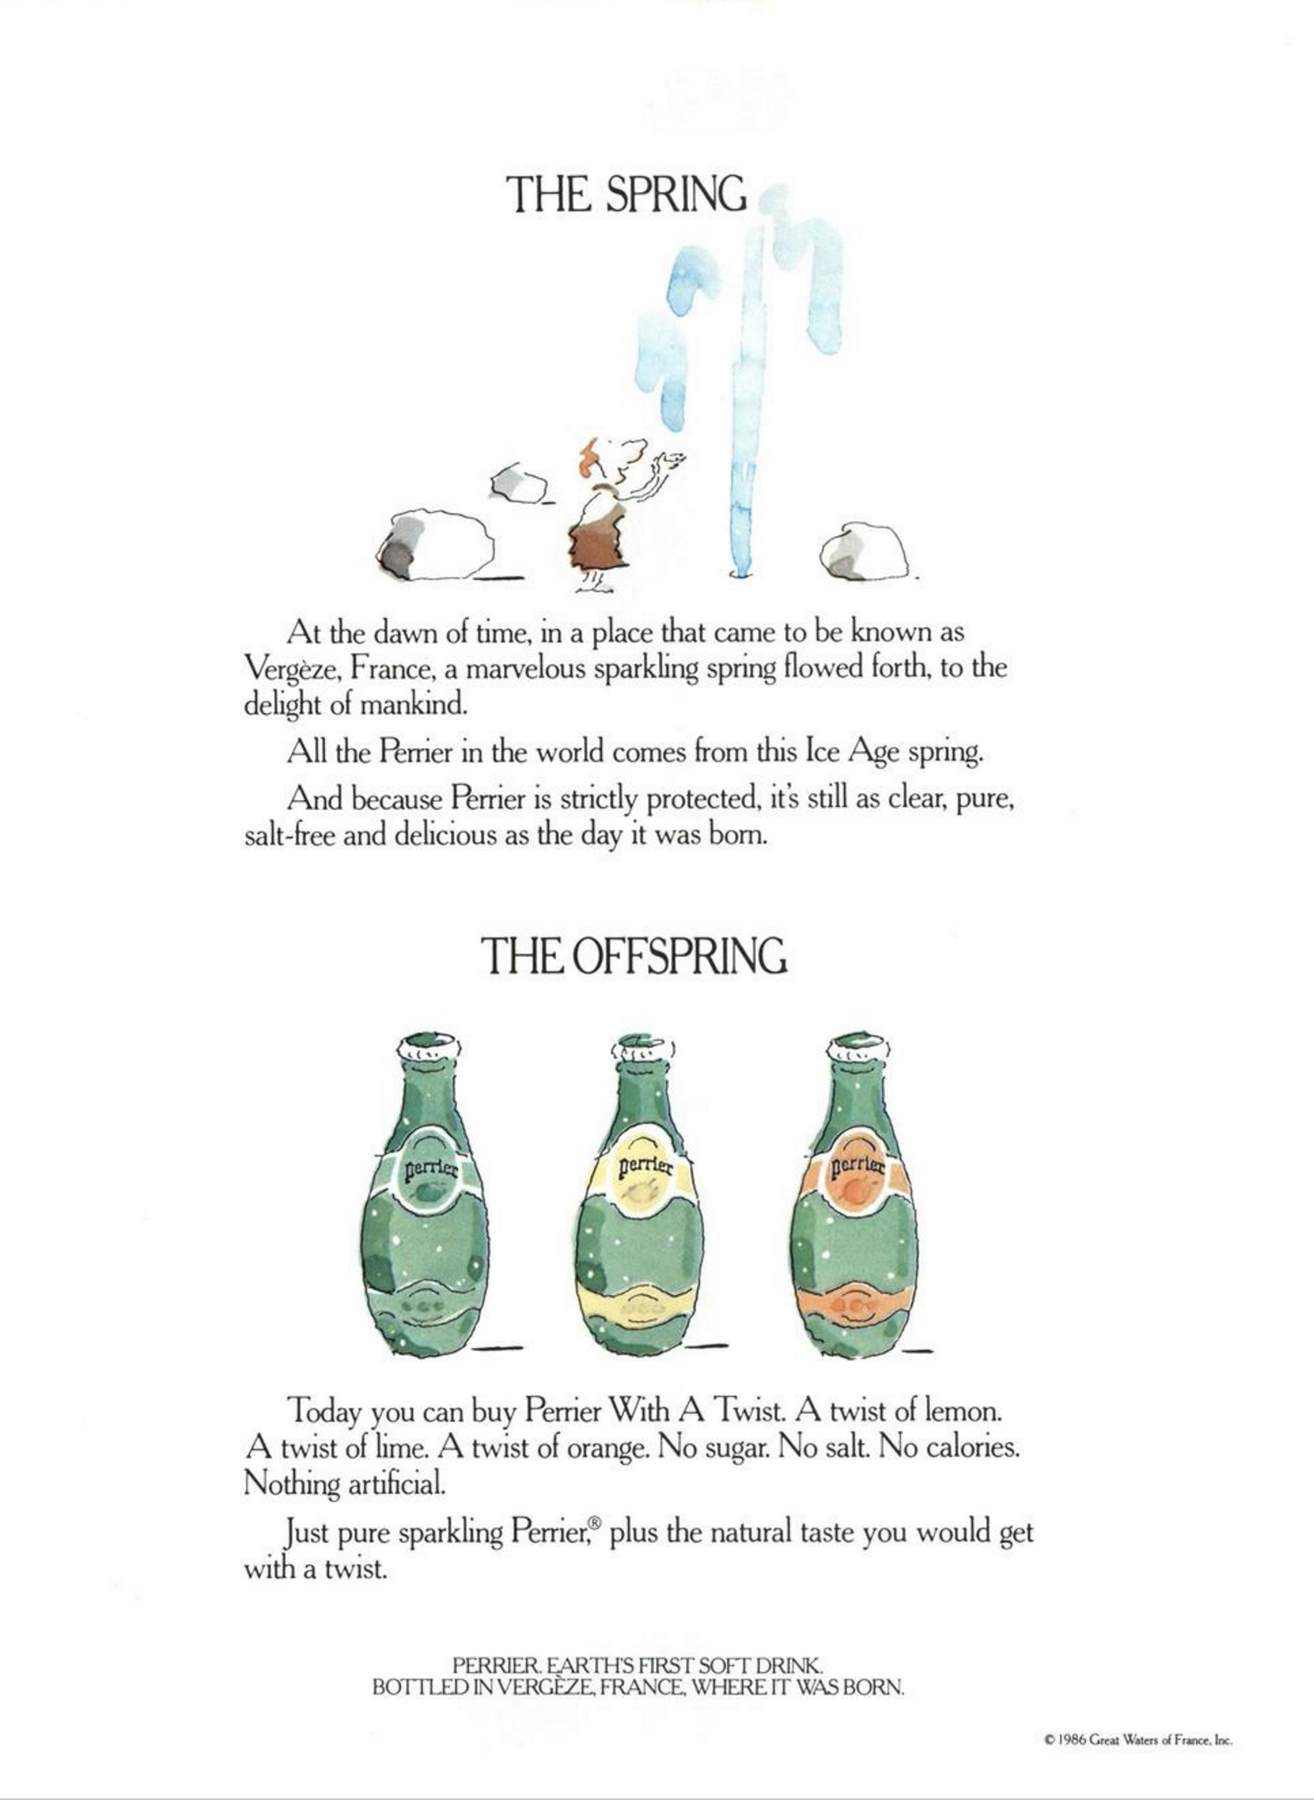 THE SPRING
At the dawn of time, in a place that came to be known as
Vergèze, France, a marvelous sparkling spring flowed forth, to the
delight of mankind.
All the Perrier in the world comes from this Ice Age spring.
And because Perrier is strictly protected, it's still as clear, pure,
salt-free and delicious as the day it was born.
THE OFFSPRING
perrier perrier perrier
Today you can buy Perrier With A Twist. A twist of lemon.
A twist of lime. A twist of orange. No sugar. No salt. No calories.
Nothing artificial.
Just pure sparkling Perrier,® plus the natural taste you would get
with a twist.
PERRIER. EARTH'S FIRST SOFT DRINK.
BOTTLED IN VERGÈZE, FRANCE, WHERE IT WAS BORN.
© 1986 Great Waters of France, Inc.